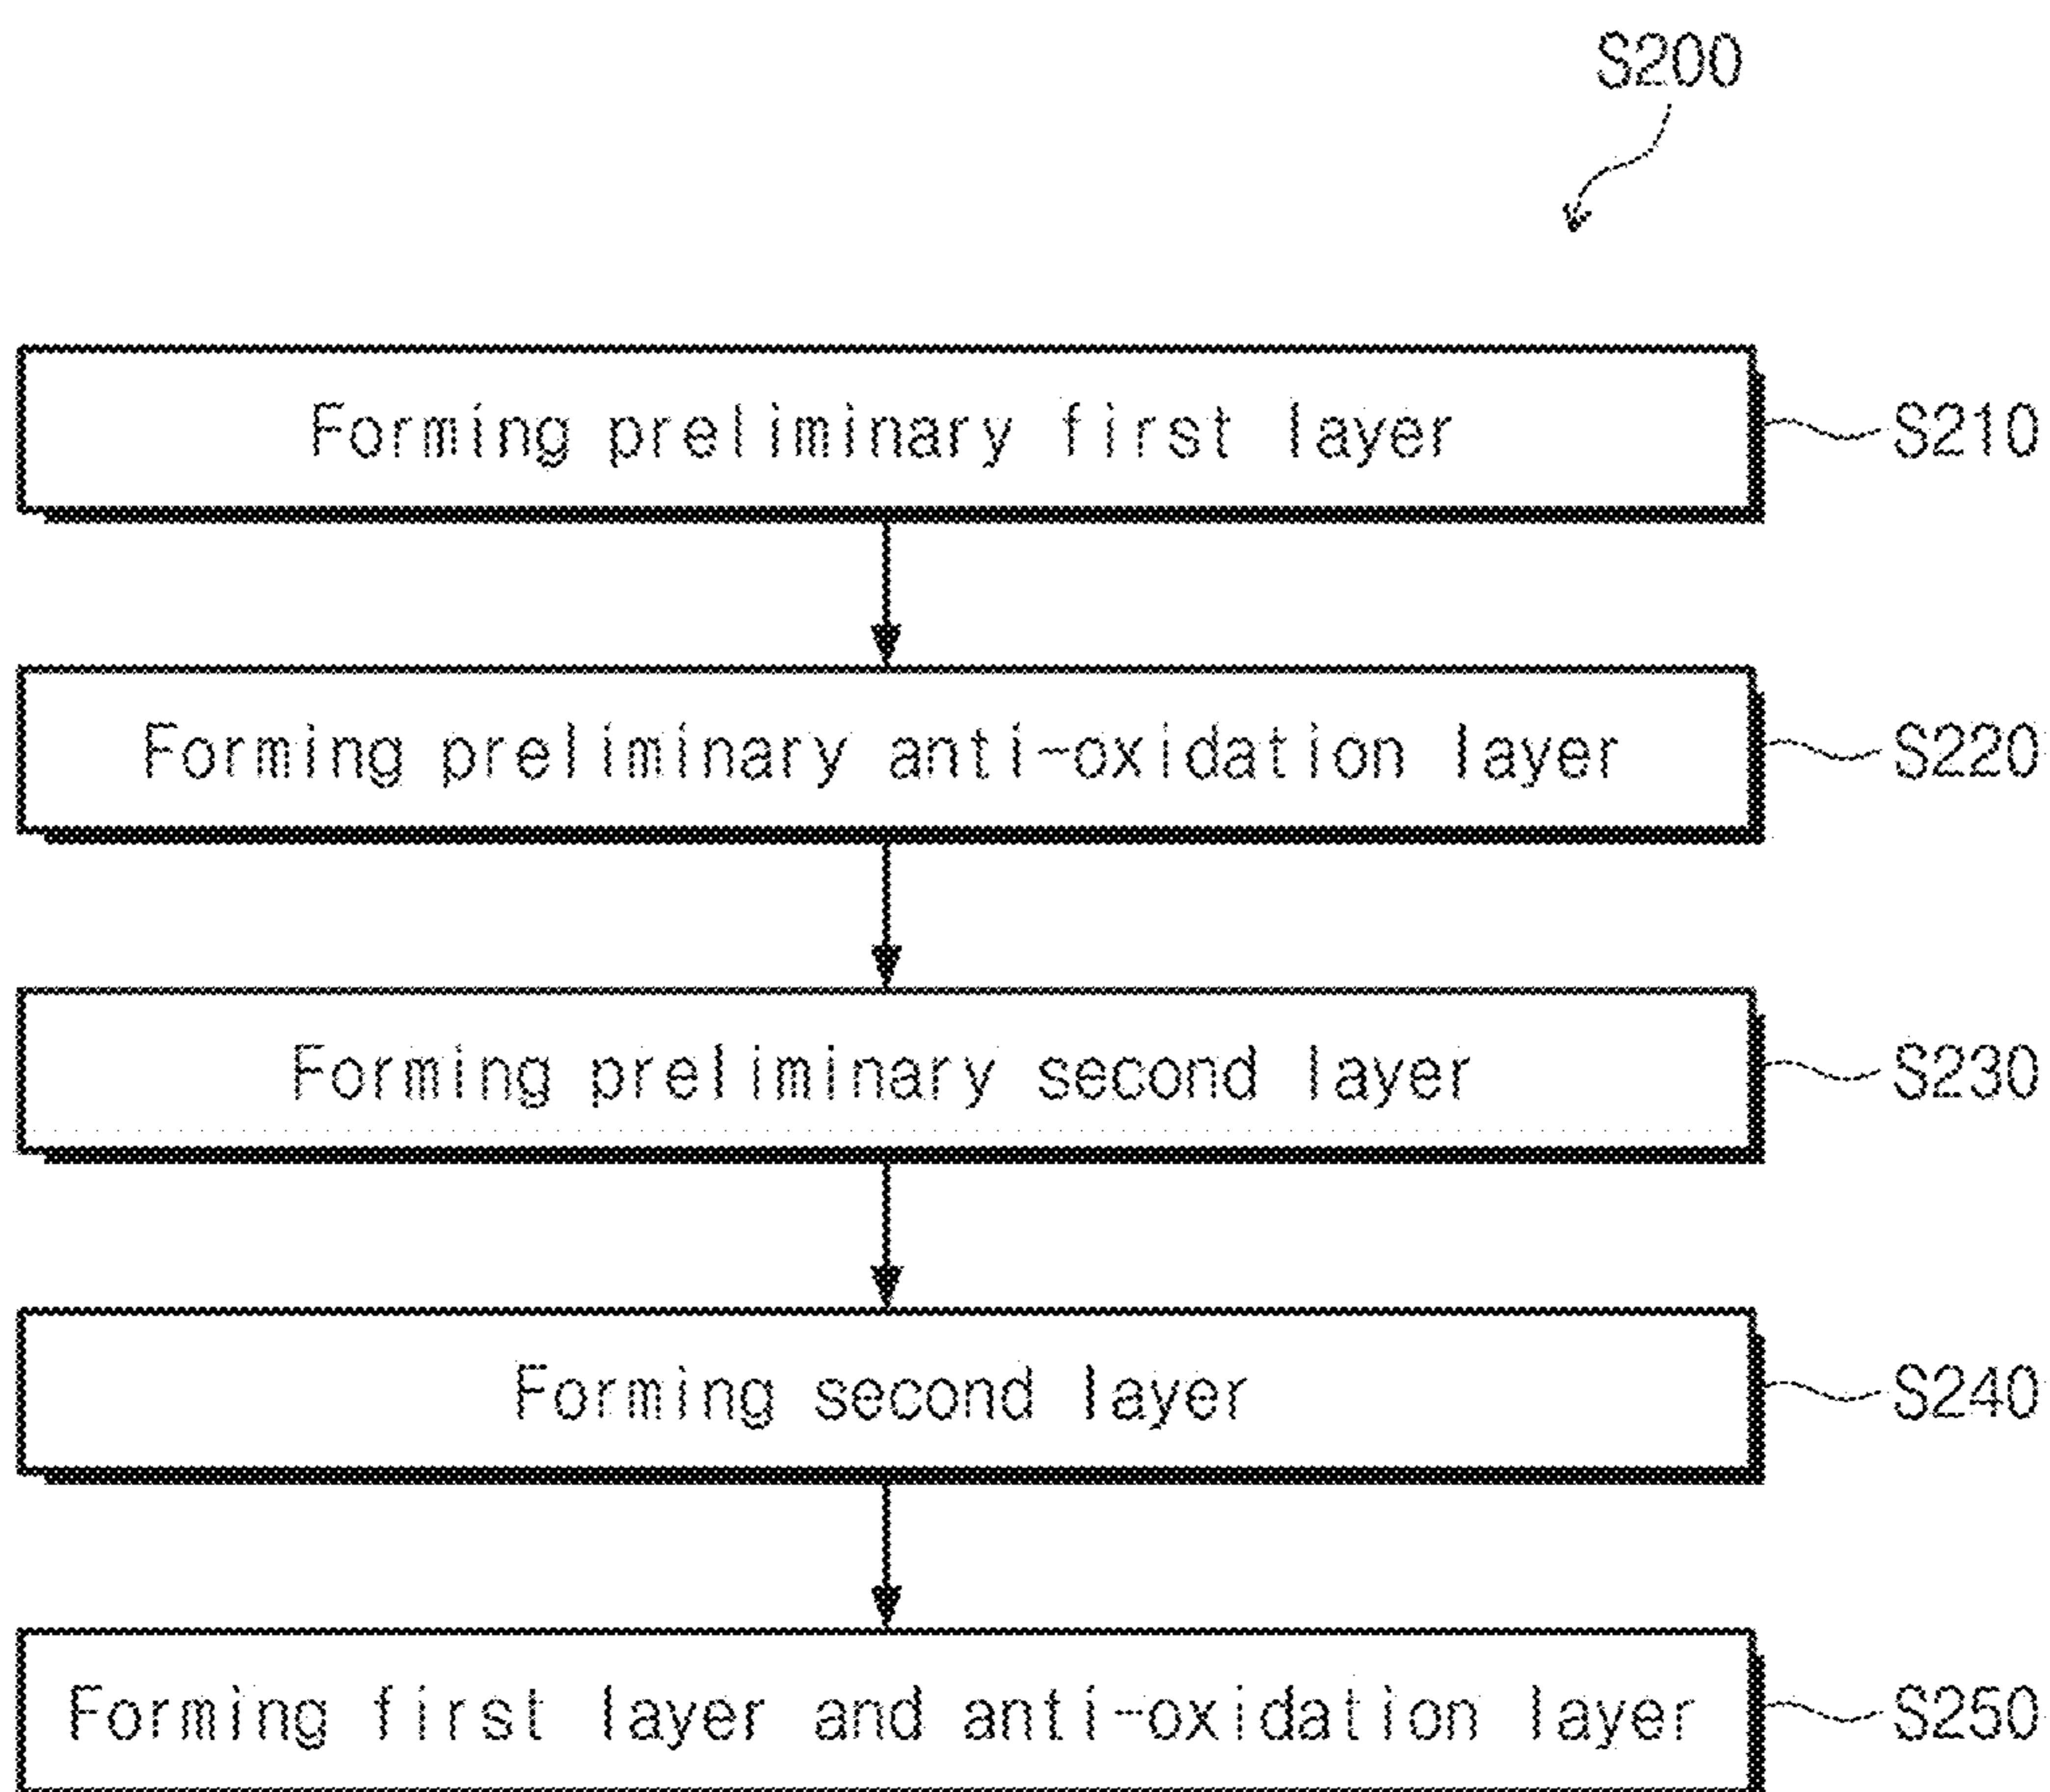 S200
Forming preliminary first layer
S210
Forming preliminary anti-oxidation layer
S220
Forming preliminary second layer
S230
Forming second layer
S240
Forming first layer and anti-oxidation layer
S250